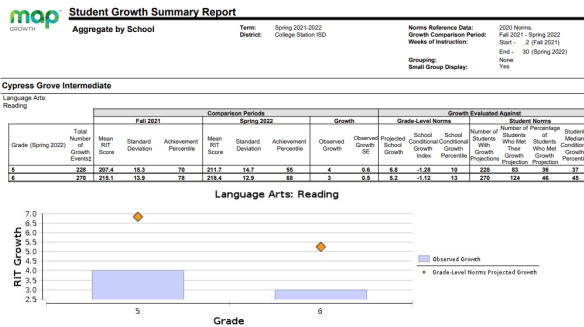 map
GROWTH
Student Growth Summary Report
Aggregate by School
Term: Spring 2021-2022
District: College Station ISD
Norms Reference Data: 2020 Norms.
Growth Comparison Period: Fall 2021 - Spring 2022
Weeks of Instruction: Start - 2 (Fall 2021)
End - 30 (Spring 2022)
Grouping: None
Small Group Display: Yes
Cypress Grove Intermediate
Language Arts:
Reading
Comparison Periods Growth Evaluated Against
Fall 2021 Spring 2022 Growth Grade-Level Norms Student Norms
Grade (Spring 2022) Total Number of Growth Events‡ Mean RIT Score Standard Deviation Achievement Percentile Mean RIT Score Standard Deviation Achievement Percentile Observed Growth Observed Growth SE Projected School Growth School Conditional Growth Index School Conditional Growth Percentile Number of Students With Growth Projections Number of Students Who Met Their Growth Projection Percentage of Students Who Met Growth Projection Student Median Condition Growth Percenti
5 228 207.4 15.3 70 211.7 14.7 55 4 0.6 6.8 -1.28 10 228 83 36 37
6 270 215.1 13.9 78 218.4 12.9 68 3 0.5 5.2 -1.12 13 270 124 46 45
Language Arts: Reading
RIT Growth
7.0
6.5
6.0
5.5
5.0
4.5
4.0
3.5
3.0
2.5
5 6
Grade
Observed Growth
Grade-Level Norms Projected Growth